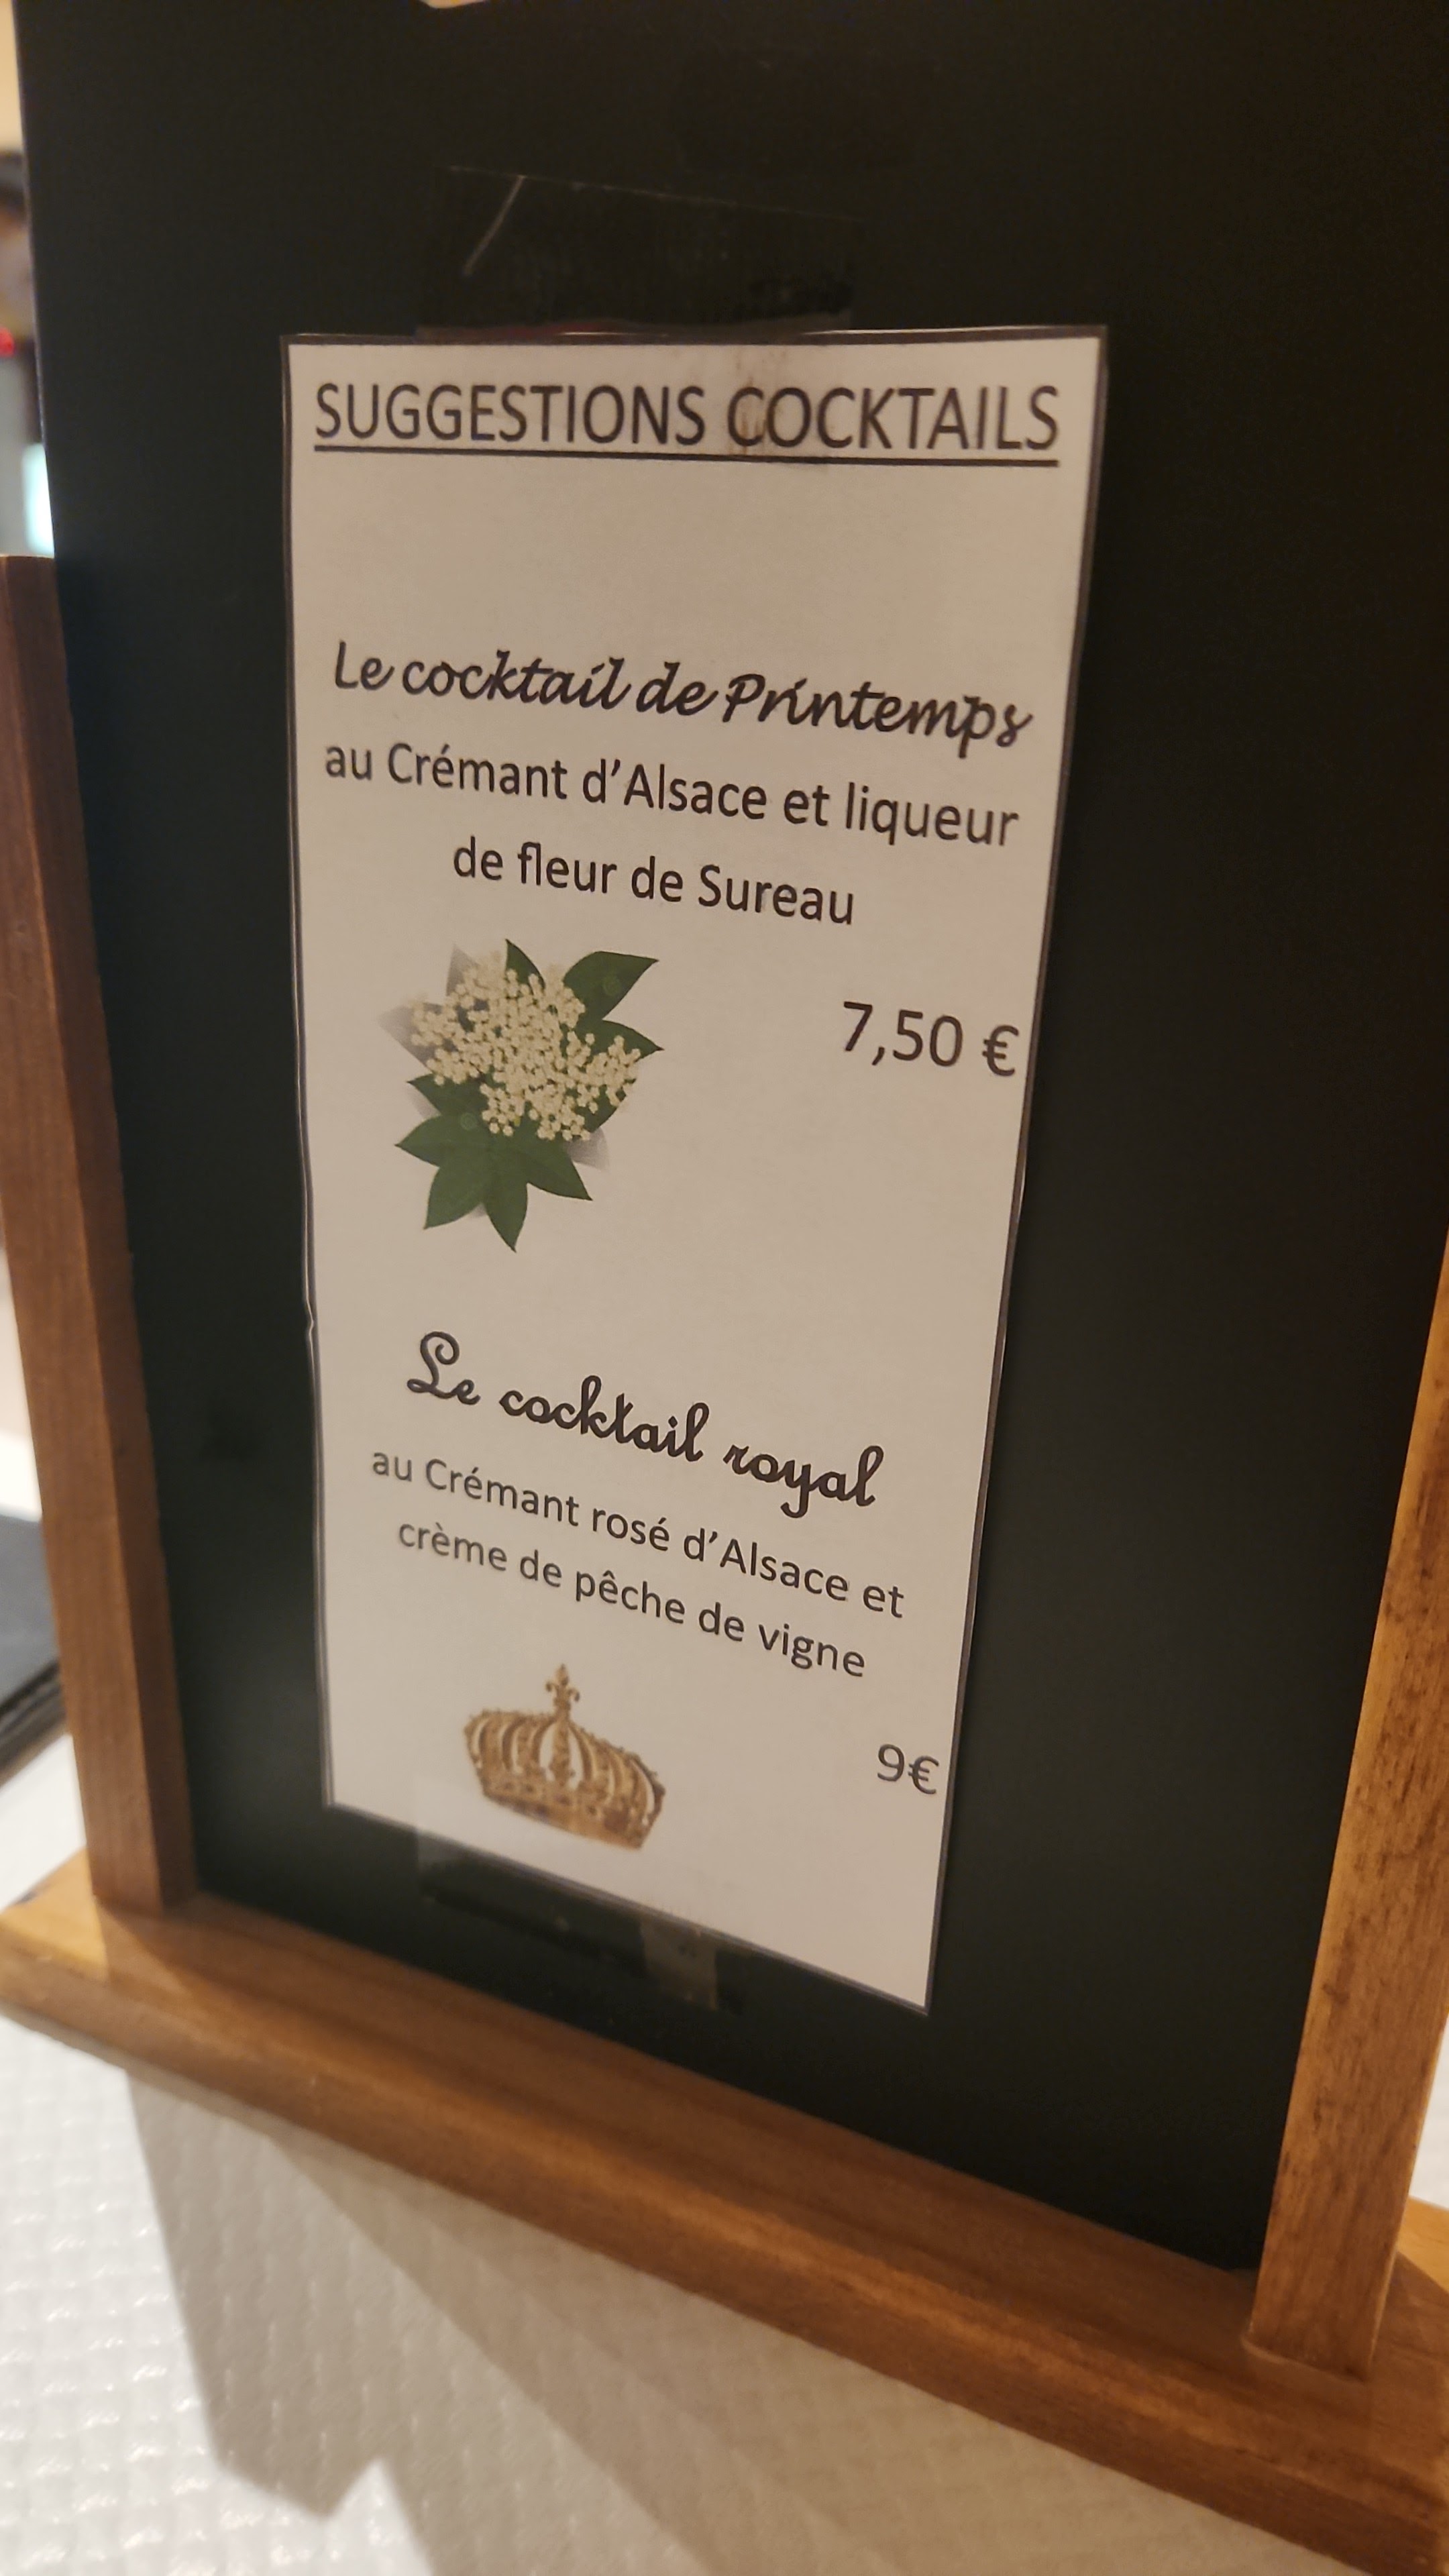 SUGGESTIONS COCKTAILS
Le cocktail de Printemps
au Crémant d'Alsace et liqueur
de fleur de Sureau
7,50 €
Le cocktail royal
au Crémant rosé d'Alsace et
crème de pêche de vigne
9€